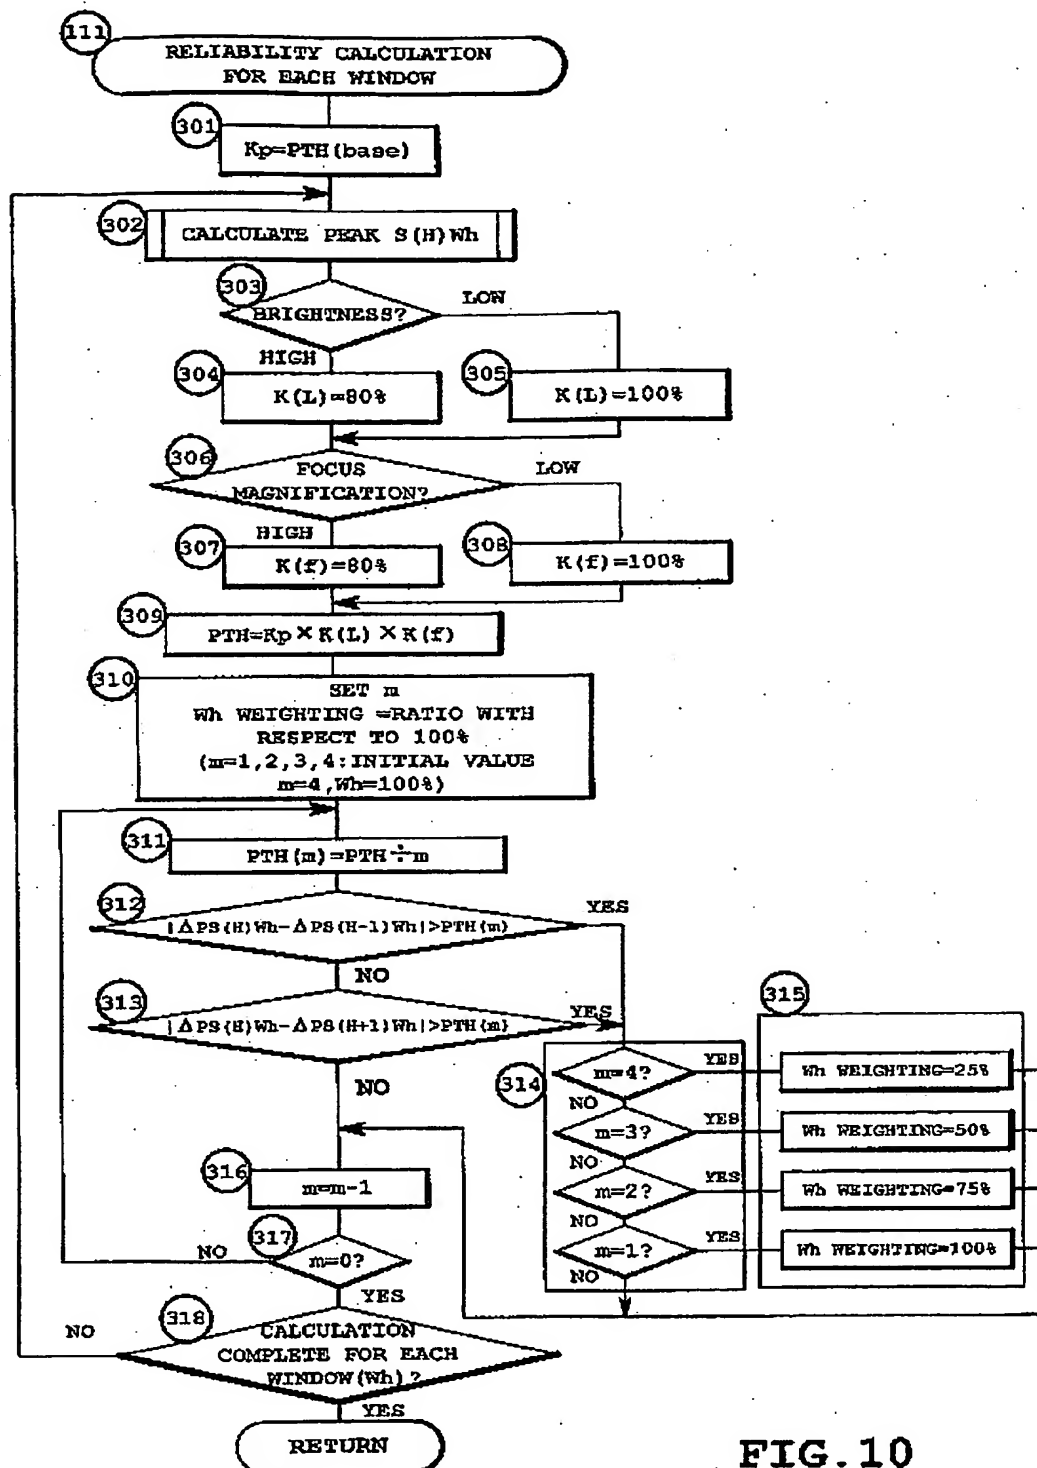 111
RELIABILITY CALCULATION
FOR EACH WINDOW
301
Kp=PTH(base)
302
CALCULATE PEAK S(H)Wh
303
BRIGHTNESS?
LOW
HIGH
304
K(L)=80%
305
K(L)=100%
306
FOCUS
MAGNIFICATION?
LOW
HIGH
307
K(f)=80%
308
K(f)=100%
309
PTH=Kp×K(L)×K(f)
310
SET m
Wh WEIGHTING =RATIO WITH
RESPECT TO 100%
(m=1,2,3,4:INITIAL VALUE
m=4,Wh=100%)
311
PTH(m)=PTH÷m
312
|ΔPS(H)Wh-ΔPS(H-1)Wh|>PTH(m)
YES
NO
313
|ΔPS(H)Wh-ΔPS(H+1)Wh|>PTH(m)
YES
NO
314
m=4?
YES
NO
m=3?
YES
NO
m=2?
YES
NO
m=1?
YES
NO
315
Wh WEIGHTING=25%
Wh WEIGHTING=50%
Wh WEIGHTING=75%
Wh WEIGHTING=100%
316
m=m-1
317
m=0?
NO
YES
318
CALCULATION
COMPLETE FOR EACH
WINDOW(Wh)?
NO
YES
RETURN
FIG.10